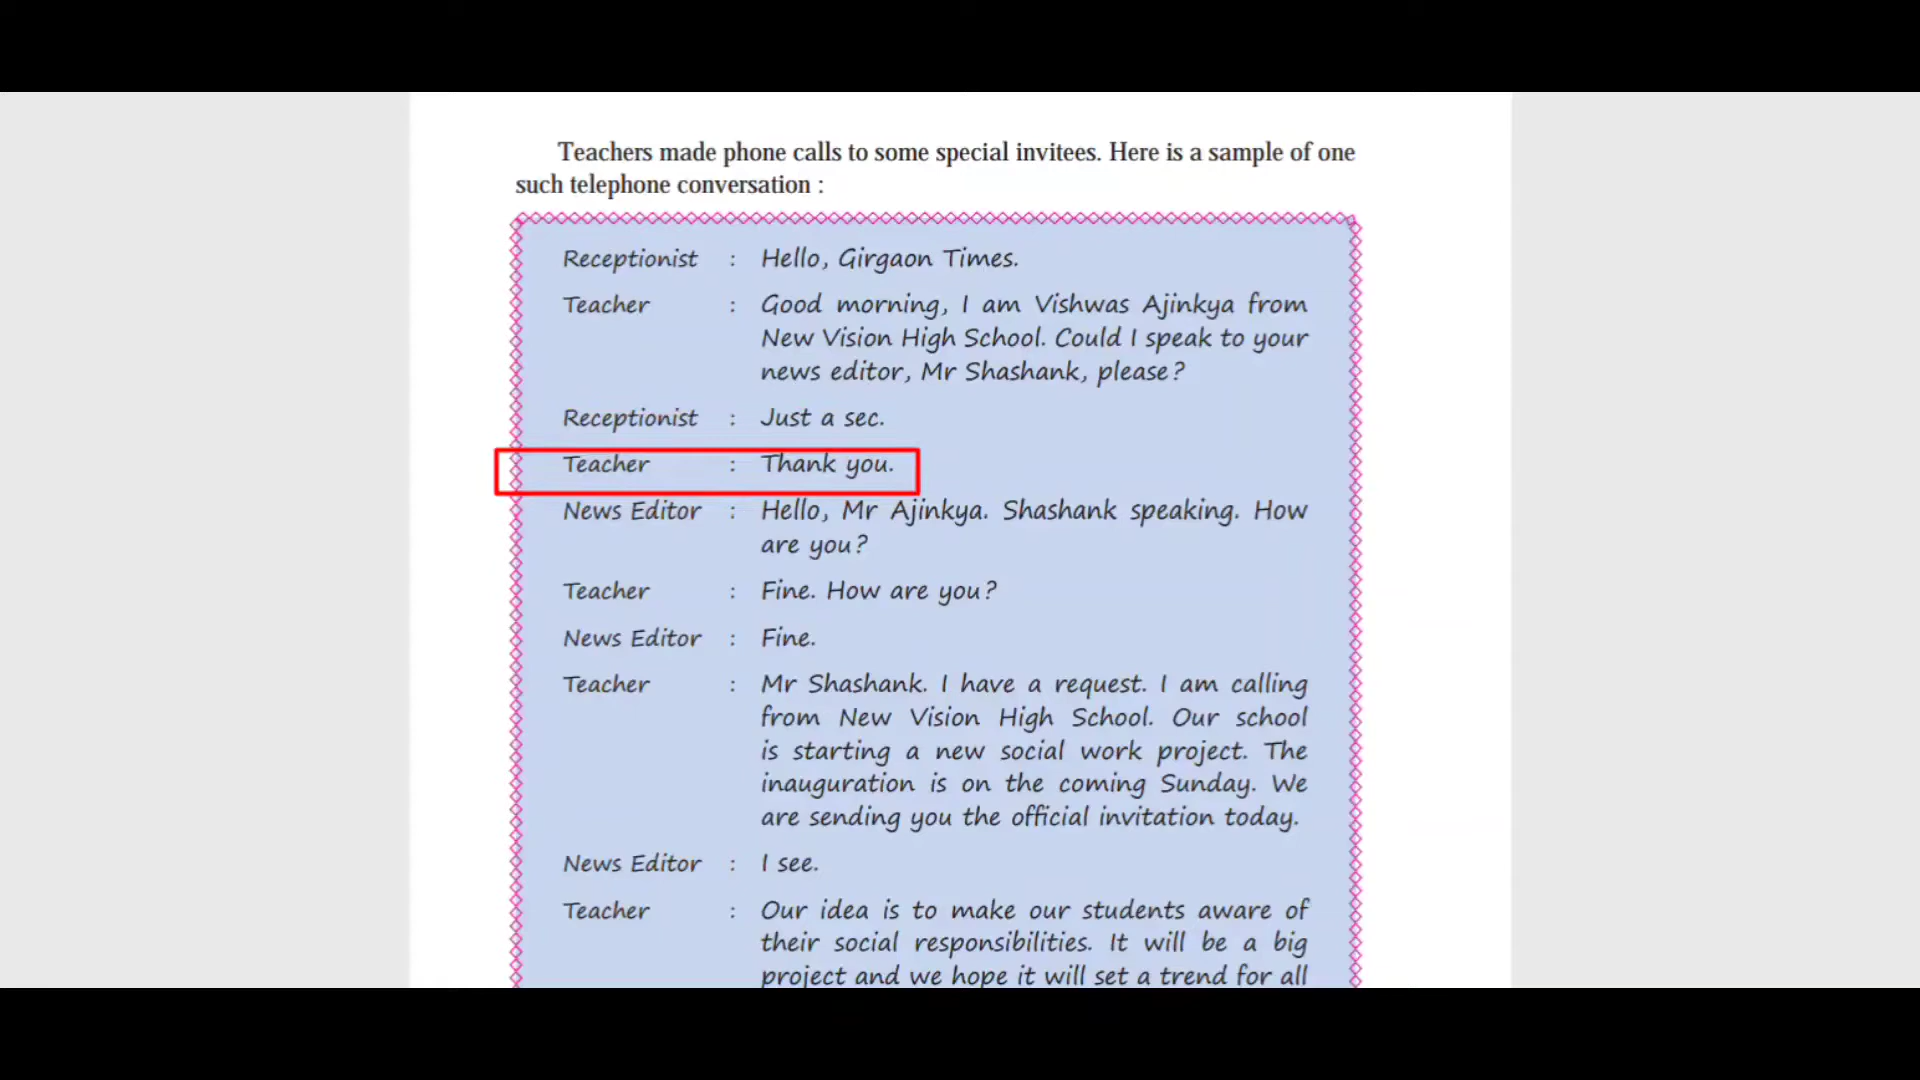 Teachers made phone calls to some special invitees. Here is a sample of one
such telephone conversation :
Receptionist : Hello, Girgaon Times.
Teacher : Good morning, I am Vishwas Ajinkya from
New Vision High School. Could I speak to your
news editor, Mr Shashank, please?
Receptionist : Just a sec.
Teacher : Thank you.
News Editor : Hello, Mr Ajinkya. Shashank speaking. How
are you?
Teacher : Fine. How are you?
News Editor : Fine.
Teacher : Mr Shashank. I have a request. I am calling
from New Vision High School. Our school
is starting a new social work project. The
inauguration is on the coming Sunday. We
are sending you the official invitation today.
News Editor : I see.
Teacher : Our idea is to make our students aware of
their social responsibilities. It will be a big
project and we hope it will set a trend for all